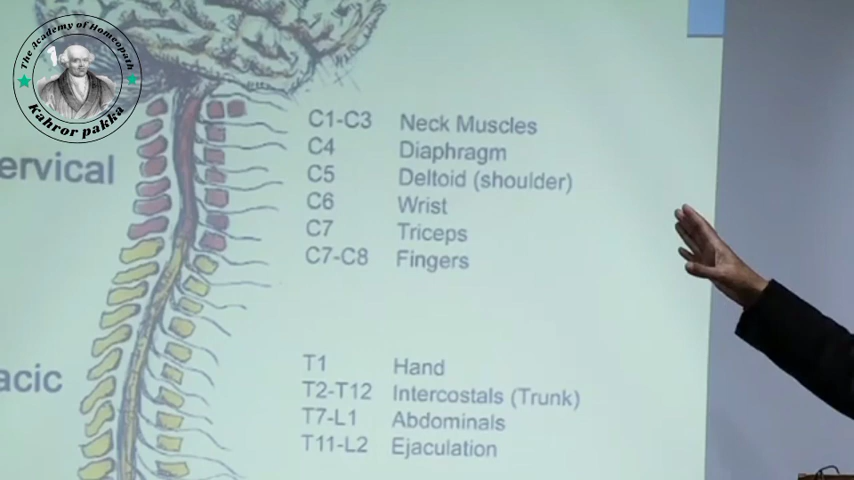 The Academy of Homeopath
Kahror pakka
ervical
C1-C3 Neck Muscles
C4 Diaphragm
C5 Deltoid (shoulder)
C6 Wrist
C7 Triceps
C7-C8 Fingers
acic
T1 Hand
T2-T12 Intercostals (Trunk)
T7-L1 Abdominals
T11-L2 Ejaculation